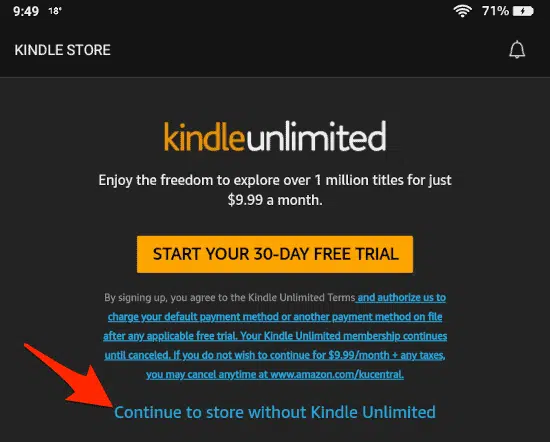 9:49 18° 71%
KINDLE STORE
kindleunlimited
Enjoy the freedom to explore over 1 million titles for just
$9.99 a month.
START YOUR 30-DAY FREE TRIAL
By signing up, you agree to the Kindle Unlimited Terms and authorize us to
charge your default payment method or another payment method on file
after any applicable free trial. Your Kindle Unlimited membership continues
until canceled. If you do not wish to continue for $9.99/month + any taxes,
you may cancel anytime at www.amazon.com/kucentral.
Continue to store without Kindle Unlimited